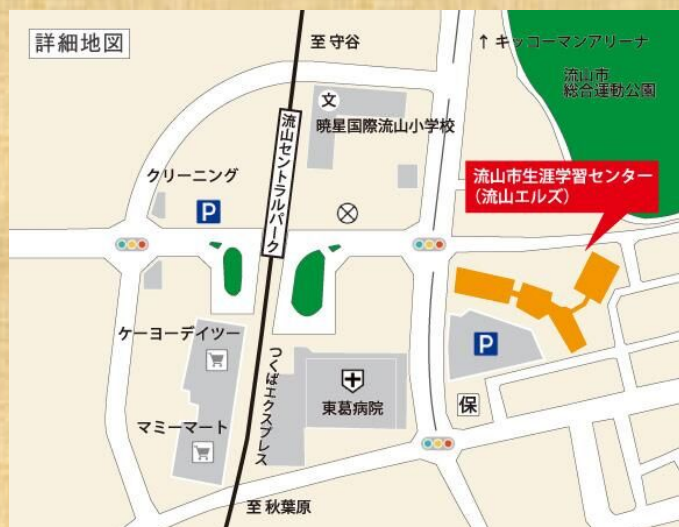 詳細地図
至 守谷
↑ キッコーマンアリーナ
流山市
総合運動公園
文
暁星国際流山小学校
流山セントラルパーク
クリーニング
P
流山市生涯学習センター
(流山エルズ)
ケーヨーデイツー
つくばエクスプレス
P
東葛病院
保
マミーマート
至 秋葉原